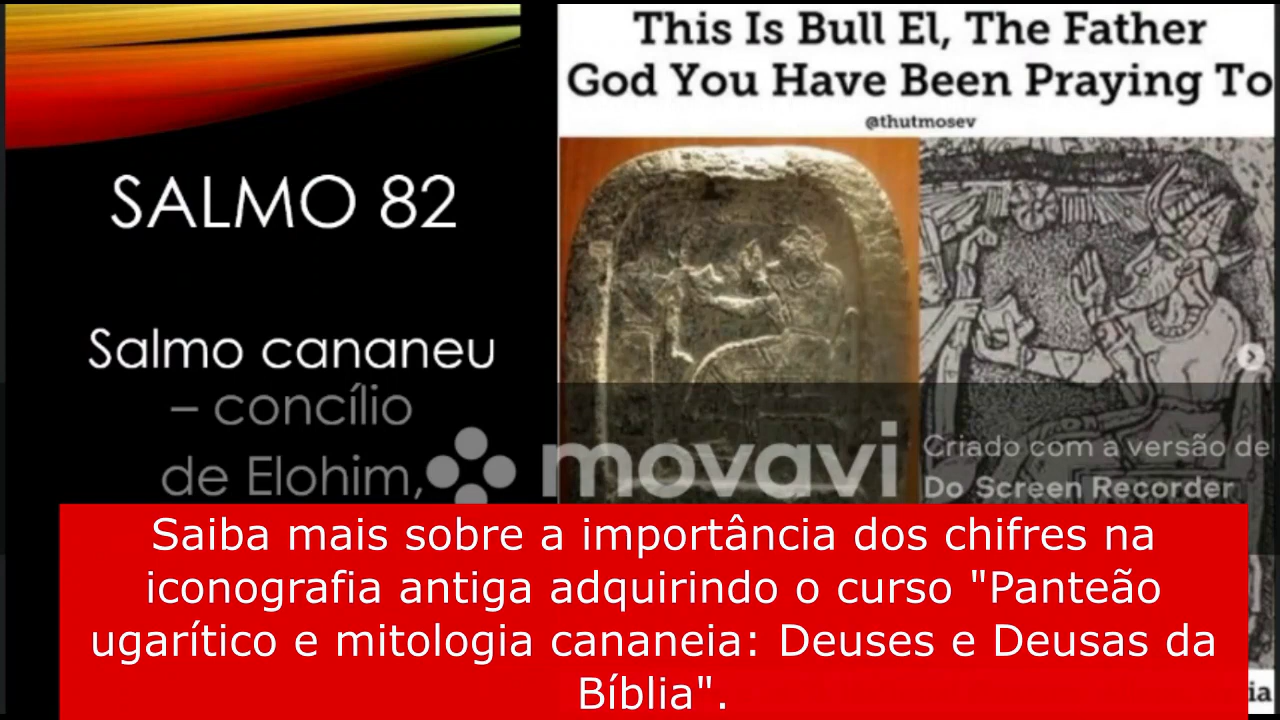 This Is Bull El, The Father
God You Have Been Praying To
@thutmosev
SALMO 82
Salmo cananeu
– concílio
de Elohim,
movavi
Criado com a versão de
Do Screen Recorder
Saiba mais sobre a importância dos chifres na
iconografia antiga adquirindo o curso "Panteão
ugarítico e mitologia cananeia: Deuses e Deusas da
Bíblia".
ia